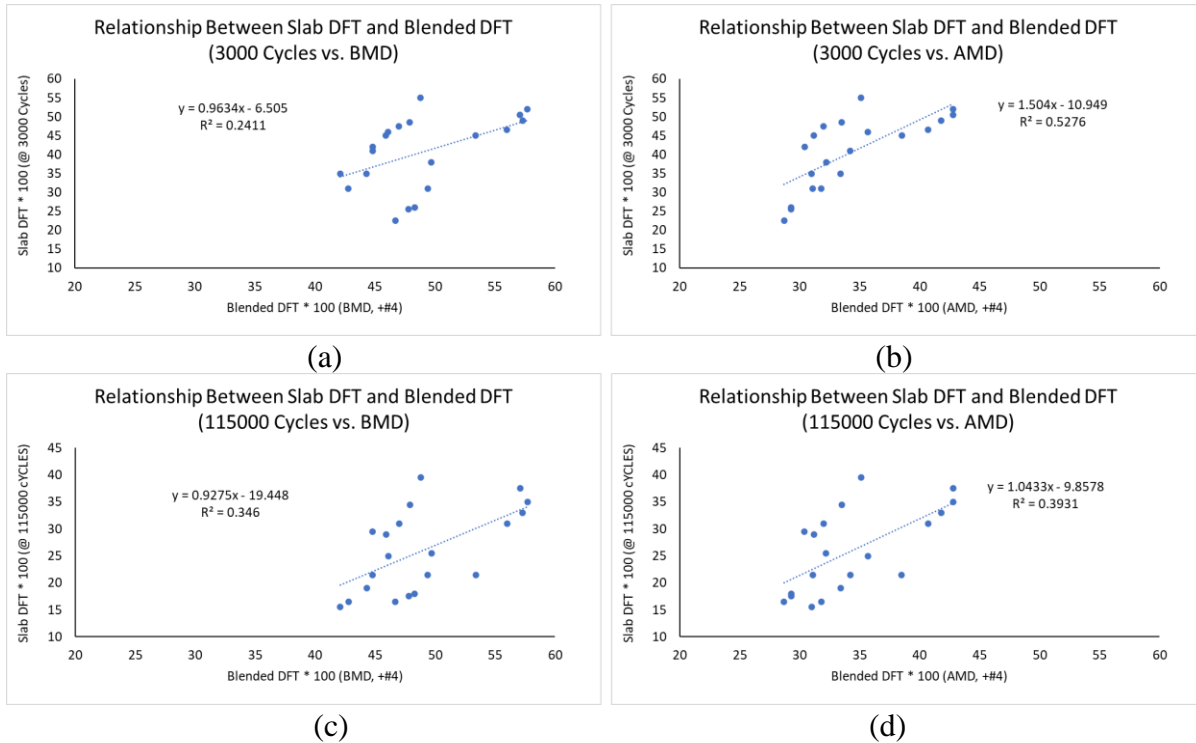 Relationship Between Slab DFT and Blended DFT
(3000 Cycles vs. BMD)
Slab DFT * 100 (@ 3000 Cycles)
60
55
50
45
40
35
30
25
20
15
10
y = 0.9634x - 6.505
R² = 0.2411
20 25 30 35 40 45 50 55 60
Blended DFT * 100 (BMD, +#4)
(a)
Relationship Between Slab DFT and Blended DFT
(3000 Cycles vs. AMD)
Slab DFT * 100 (@ 3000 Cycles)
60
55
50
45
40
35
30
25
20
15
10
y = 1.504x - 10.949
R² = 0.5276
20 25 30 35 40 45 50 55 60
Blended DFT * 100 (AMD, +#4)
(b)
Relationship Between Slab DFT and Blended DFT
(115000 Cycles vs. BMD)
Slab DFT * 100 (@ 115000 cYCLES)
45
40
35
30
25
20
15
10
y = 0.9275x - 19.448
R² = 0.346
20 25 30 35 40 45 50 55 60
Blended DFT * 100 (BMD, +#4)
(c)
Relationship Between Slab DFT and Blended DFT
(115000 Cycles vs. AMD)
Slab DFT * 100 (@ 115000 cYCLES)
45
40
35
30
25
20
15
10
y = 1.0433x - 9.8578
R² = 0.3931
20 25 30 35 40 45 50 55 60
Blended DFT * 100 (AMD, +#4)
(d)